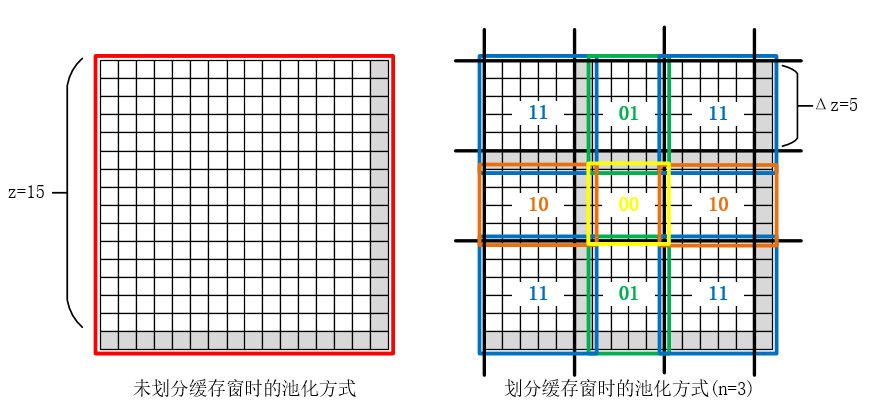 z=15
11 01 11
Δz=5
10 00 10
11 01 11
未划分缓存窗时的池化方式
划分缓存窗时的池化方式(n=3)